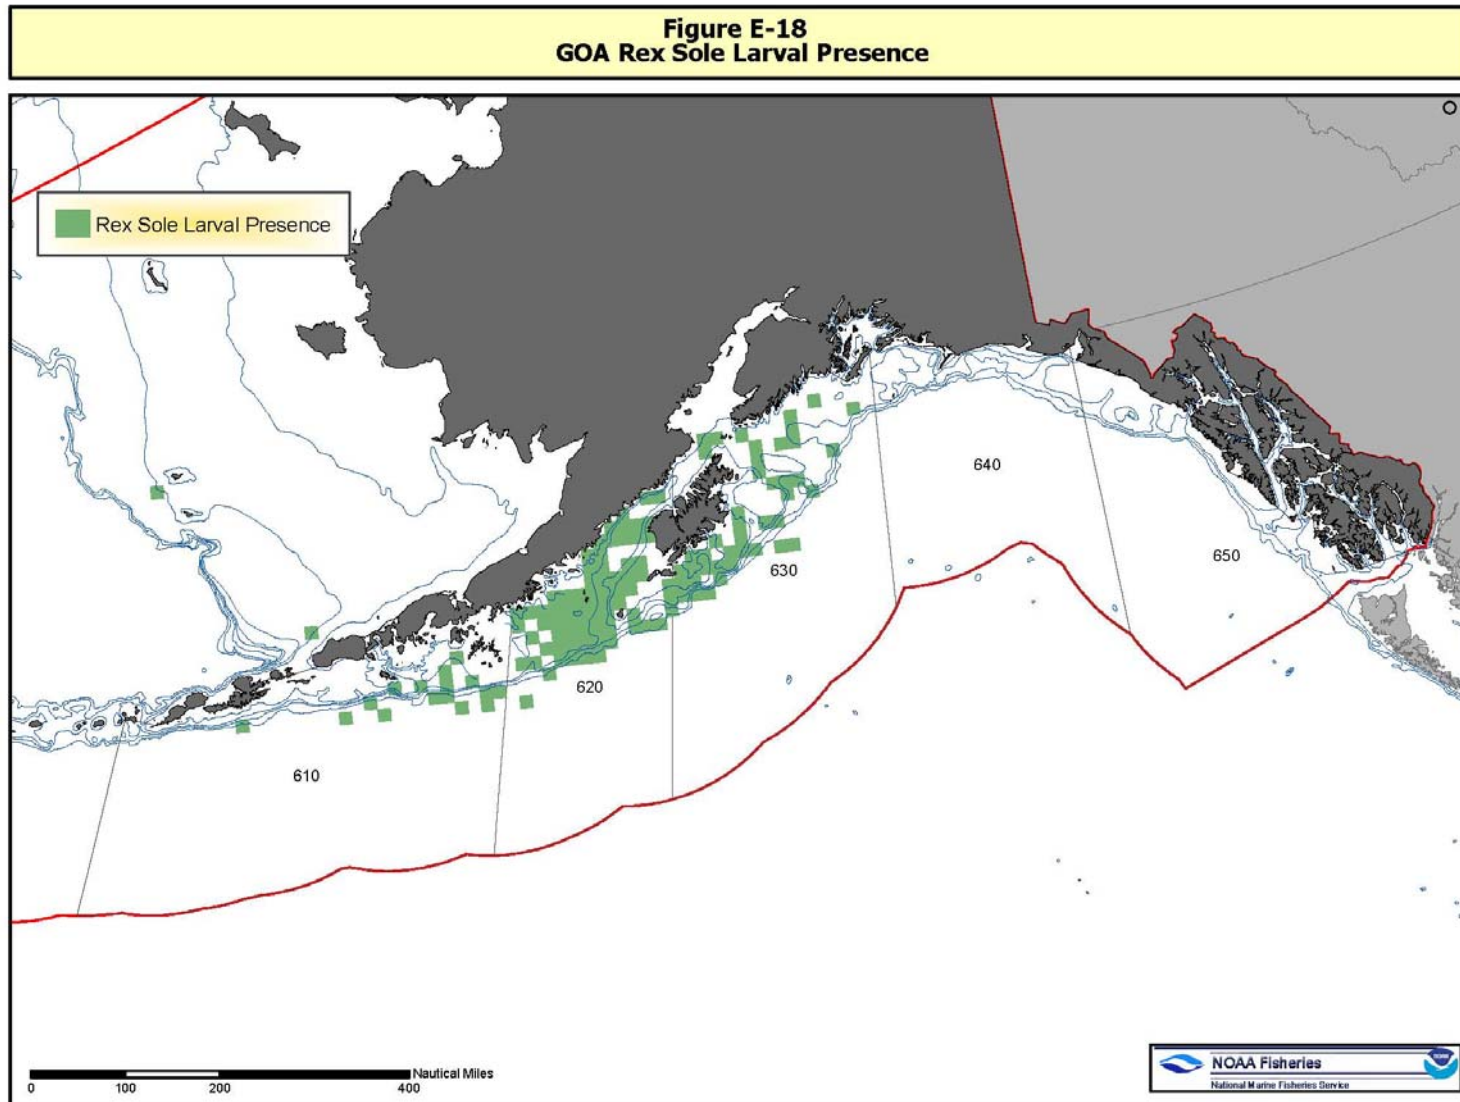 Figure E-18
GOA Rex Sole Larval Presence
Rex Sole Larval Presence
640
650
630
620
610
Nautical Miles
0 100 200 400
NOAA Fisheries
National Marine Fisheries Service